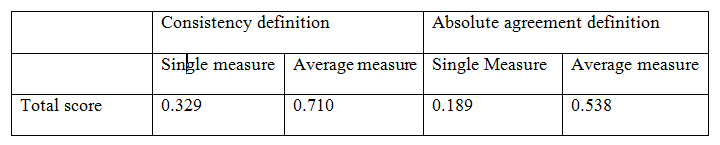 Consistency definition Absolute agreement definition
Single measure Average measure Single Measure Average measure
Total score 0.329 0.710 0.189 0.538